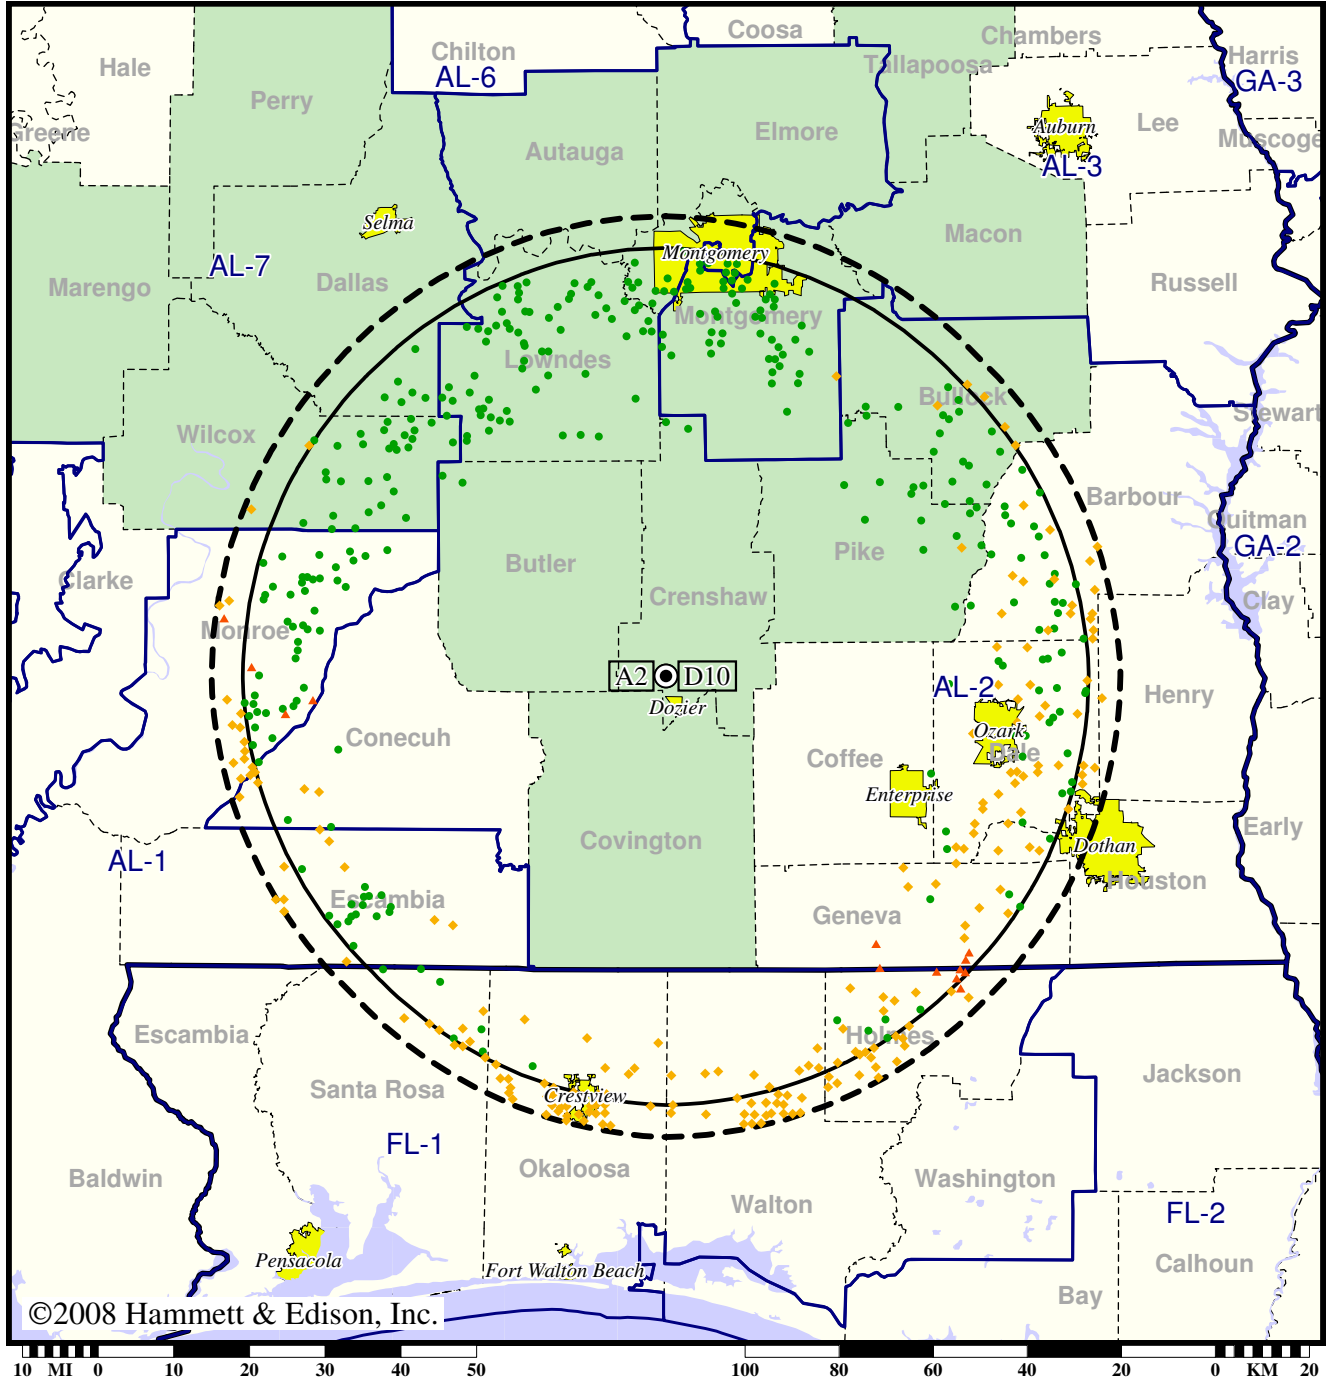 Coosa
Chambers
Chilton
Harris
Hale
Tallapoosa
AL-6
GA-3
Perry
Greene
Auburn
Lee
Elmore
Muscoge
Autauga
AL-3
Selma
Macon
Montgomery
AL-7
Dallas
Russell
Marengo
Montgomery
Lowndes
Bullock
Stewart
Wilcox
Barbour
Quitman
GA-2
Pike
Butler
Clarke
Crenshaw
Clay
Monroe
A2 D10
AL-2
Henry
Dozier
Ozark
Conecuh
Dale
Coffee
Enterprise
Early
Covington
Dothan
AL-1
Houston
Escambia
Geneva
Escambia
Holmes
Jackson
Santa Rosa
Crestview
FL-1
Okaloosa
Baldwin
Washington
Walton
FL-2
Pensacola
Fort Walton Beach
Calhoun
Bay
©2008 Hammett & Edison, Inc.
10 MI 0 10 20 30 40 50 100 80 60 40 20 0 KM 20